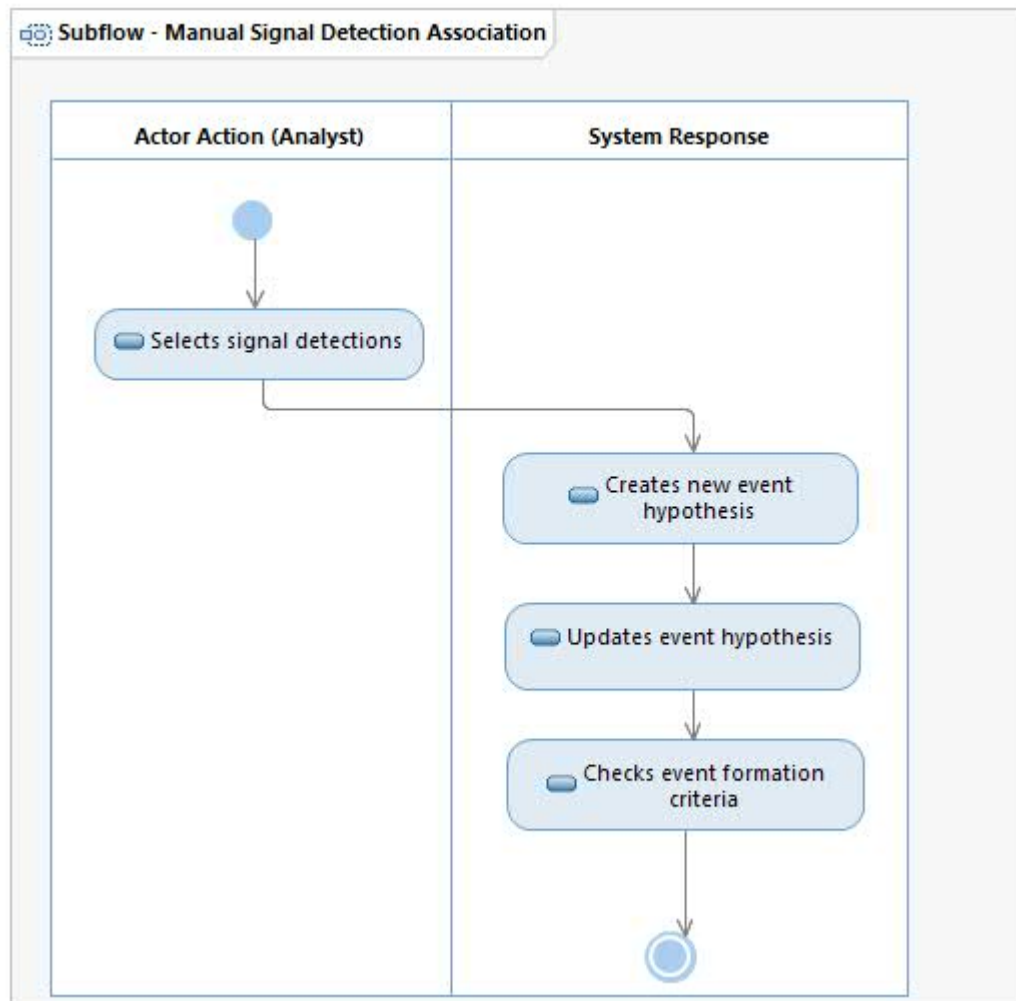 Subflow - Manual Signal Detection Association
Actor Action (Analyst)
System Response
Selects signal detections
Creates new event
hypothesis
Updates event hypothesis
Checks event formation
criteria